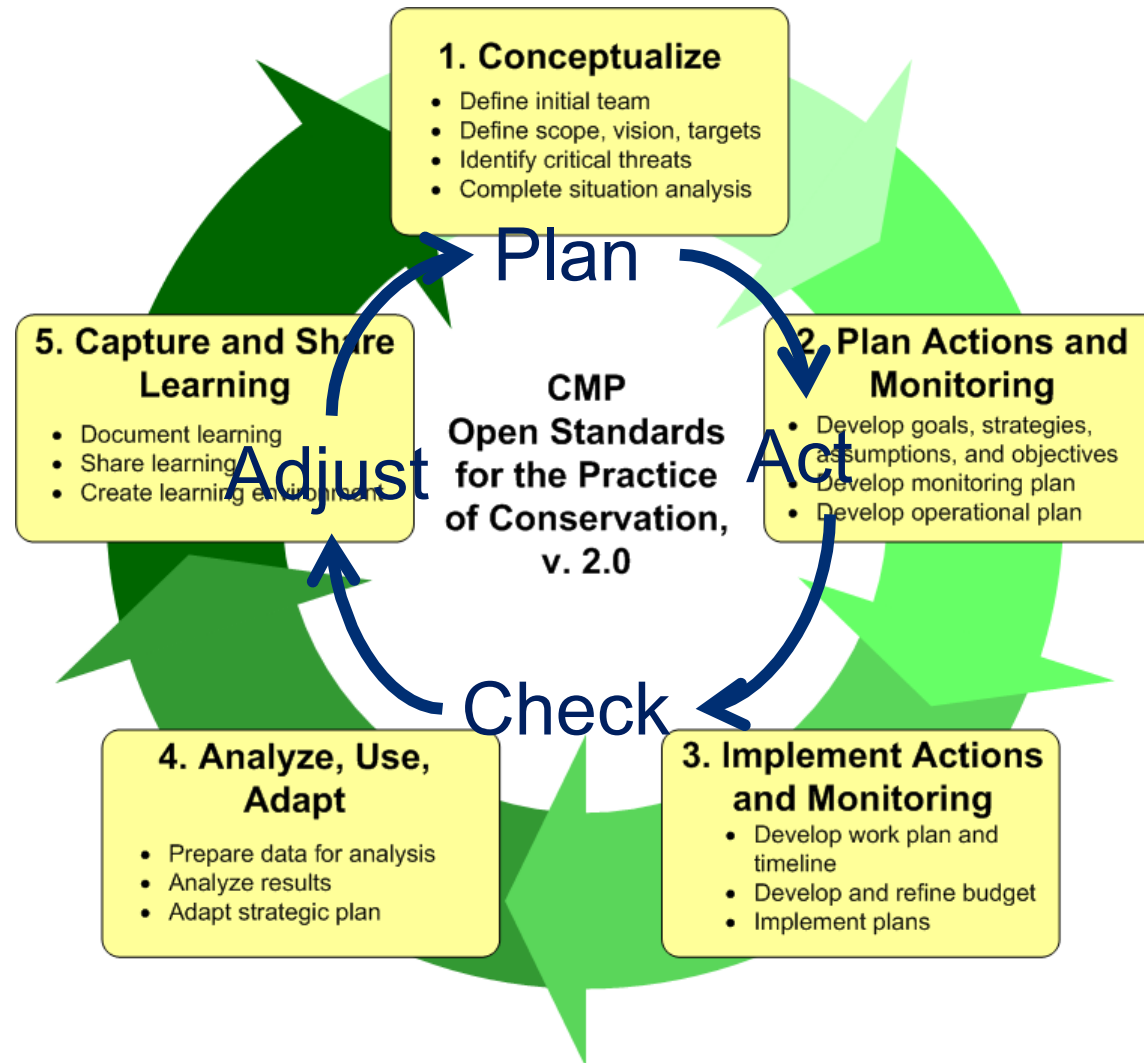 1. Conceptualize
• Define initial team
• Define scope, vision, targets
• Identify critical threats
• Complete situation analysis
Plan
2. Plan Actions and
Monitoring
• Develop goals, strategies,
assumptions, and objectives
• Develop monitoring plan
• Develop operational plan
Act
3. Implement Actions
and Monitoring
• Develop work plan and
timeline
• Develop and refine budget
• Implement plans
Check
4. Analyze, Use,
Adapt
• Prepare data for analysis
• Analyze results
• Adapt strategic plan
5. Capture and Share
Learning
• Document learning
• Share learning
• Create learning environment
Adjust
CMP
Open Standards
for the Practice
of Conservation,
v. 2.0